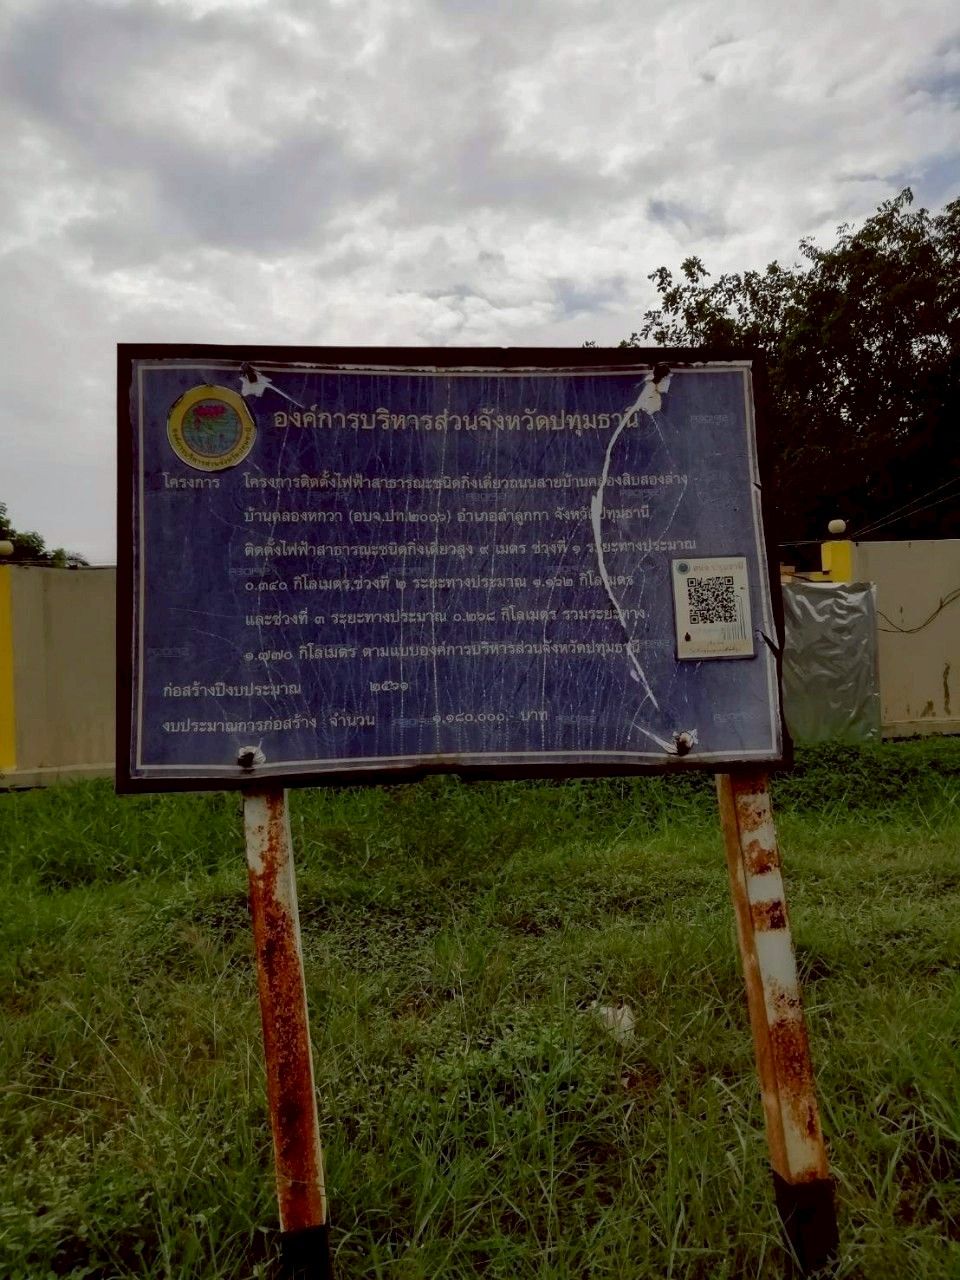 องค์การบริหารส่วนจังหวัดปทุมธานี
โครงการ โครงการติดตั้งไฟฟ้าสาธารณะชนิดกิ่งเดี่ยวถนนสายบ้านคลองสิบสองล่าง
บ้านคลองหกวา (อบจ.ปท.๒๐๐๖) อำเภอลำลูกกา จังหวัดปทุมธานี
ติดตั้งไฟฟ้าสาธารณะชนิดกิ่งเดี่ยวสูง ๙ เมตร ช่วงที่ ๑ ระยะทางประมาณ
๐.๓๔๐ กิโลเมตร,ช่วงที่ ๒ ระยะทางประมาณ ๑.๑๖๒ กิโลเมตร
และช่วงที่ ๓ ระยะทางประมาณ ๐.๒๖๘ กิโลเมตร รวมระยะทาง
๑.๗๗๐ กิโลเมตร ตามแบบองค์การบริหารส่วนจังหวัดปทุมธานี
ก่อสร้างปีงบประมาณ ๒๕๖๑
งบประมาณการก่อสร้าง จำนวน ๑,๑๘๐,๐๐๐.- บาท
อบจ.ปทุมธานี